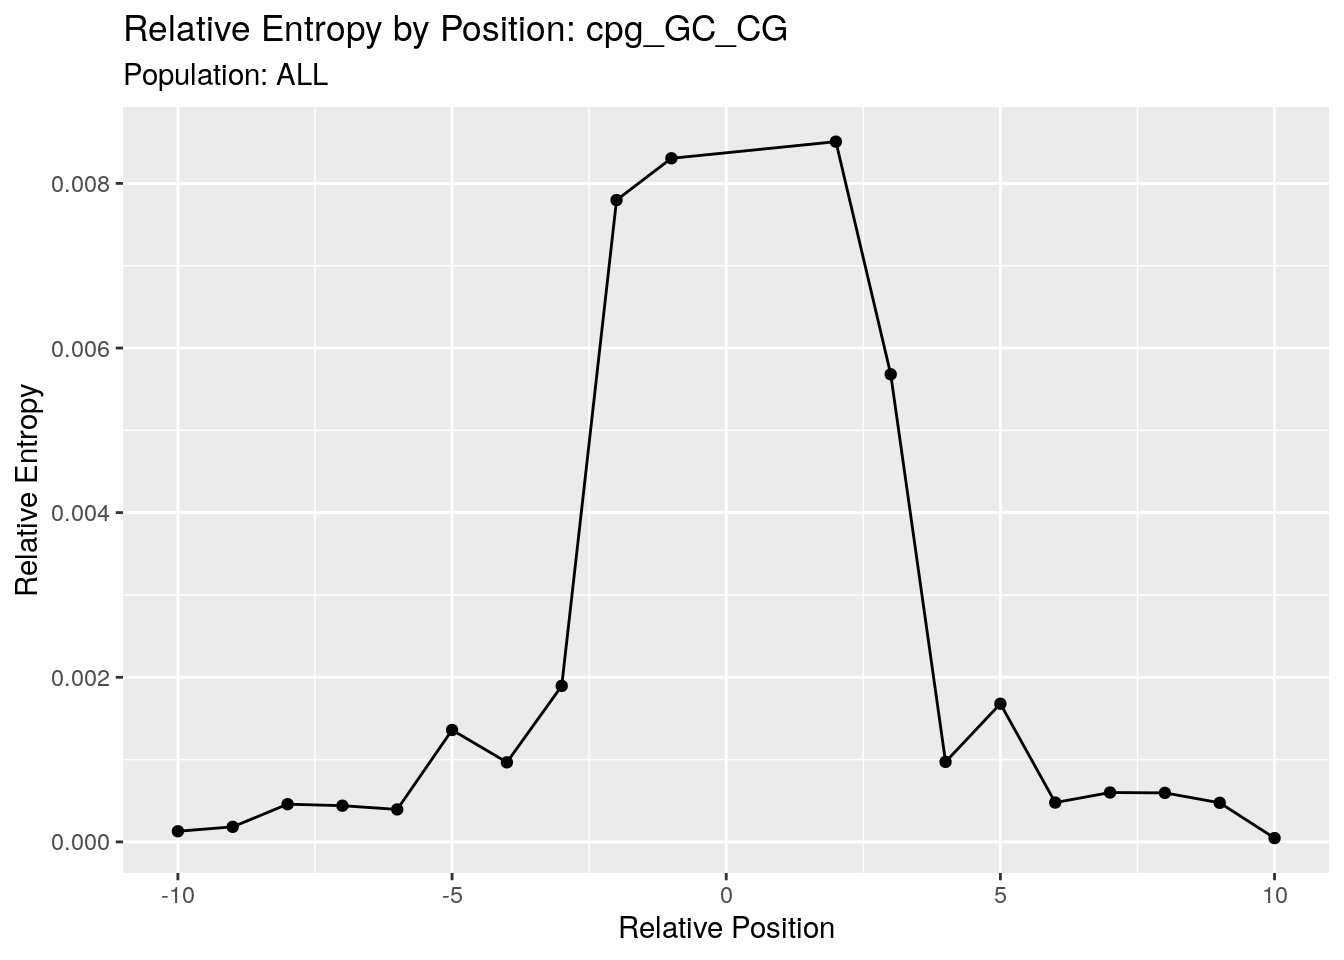 Relative Entropy by Position: cpg_GC_CG
Population: ALL
0.008
0.006
0.004
0.002
0.000
Relative Entropy
-10
-5
0
5
10
Relative Position